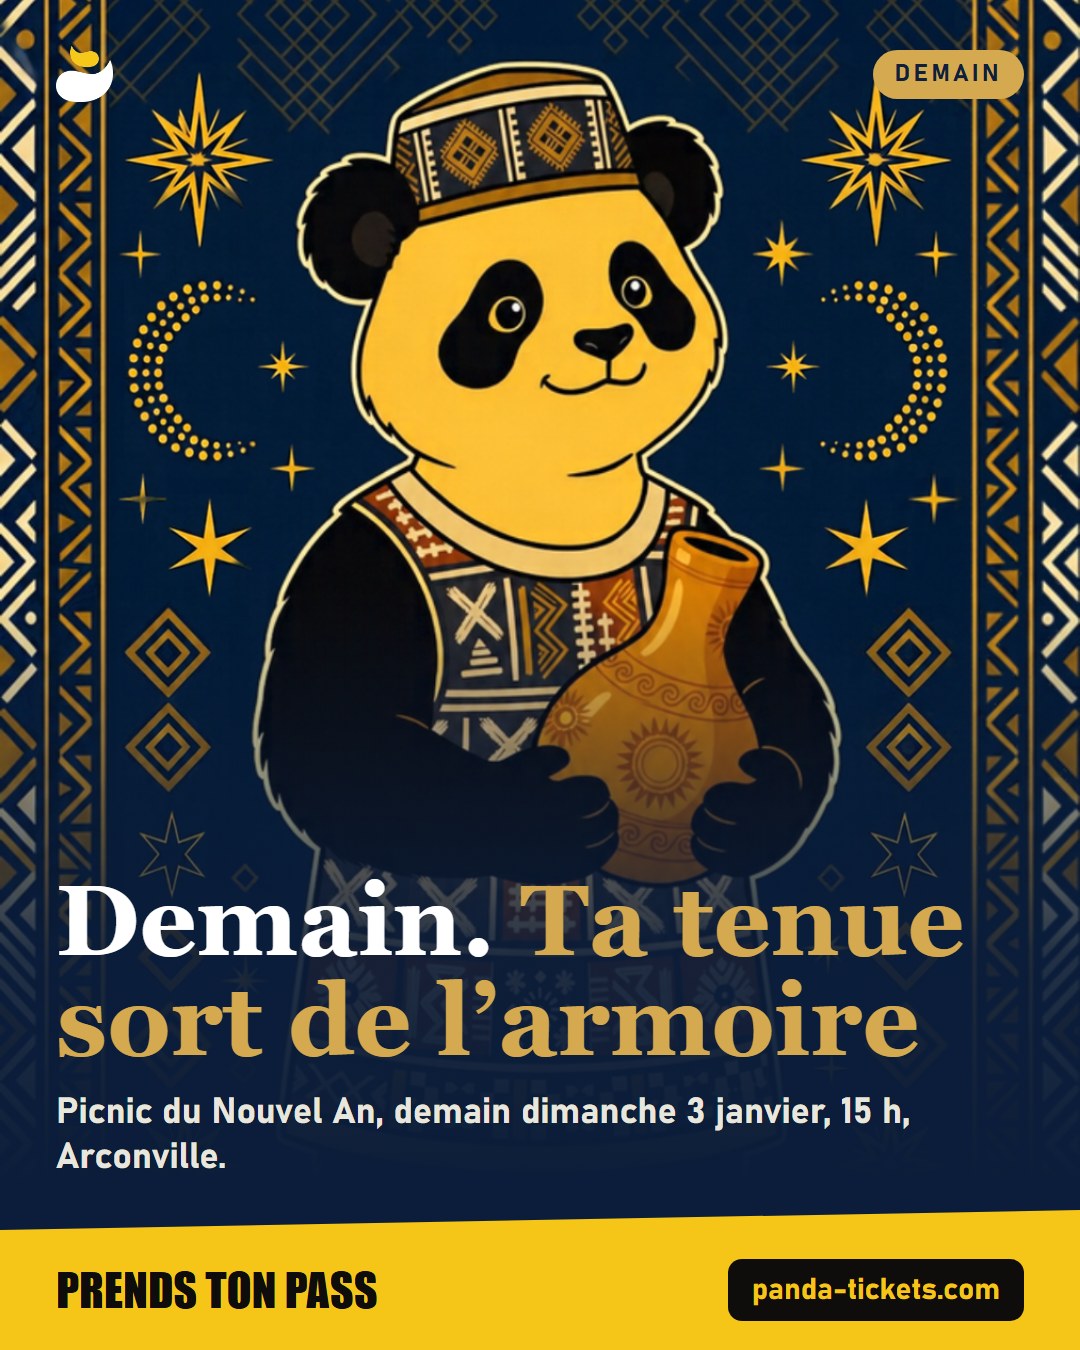 DEMAIN
Demain. Ta tenue
sort de l’armoire
Picnic du Nouvel An, demain dimanche 3 janvier, 15 h,
Arconville.
PRENDS TON PASS
panda-tickets.com